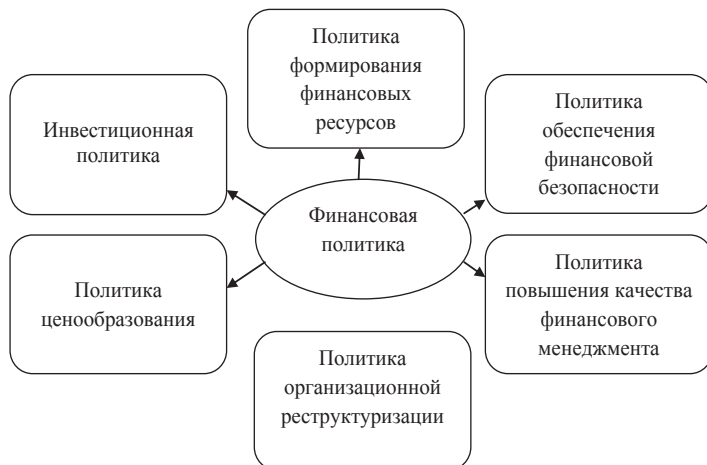 Политика
формирования
финансовых
ресурсов
Инвестиционная
политика
Политика
обеспечения
финансовой
безопасности
Финансовая
политика
Политика
ценообразования
Политика
повышения качества
финансового
менеджмента
Политика
организационной
реструктуризации